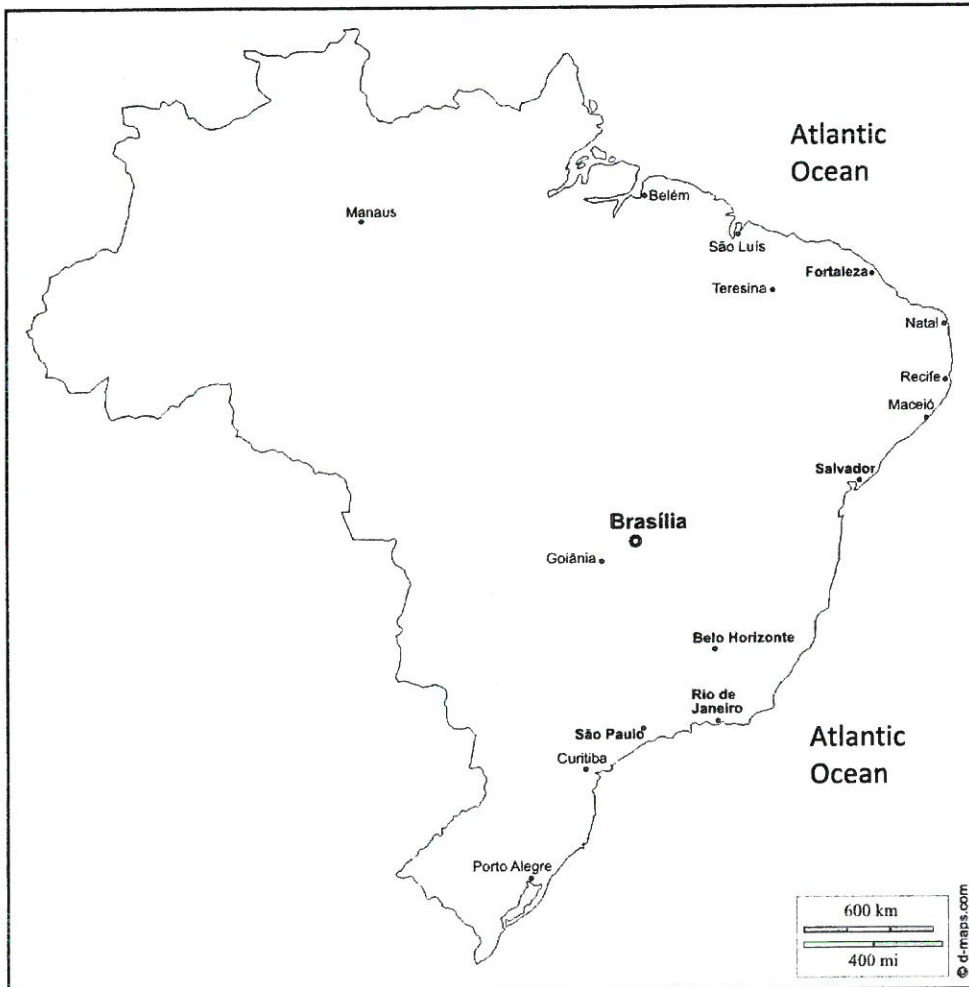 Atlantic
Ocean
Belém
Manaus
São Luís
Fortaleza
Teresina
Natal
Recife
Maceió
Salvador
Brasília
Goiânia
Belo Horizonte
Rio de
Janeiro
São Paulo
Atlantic
Ocean
Curitiba
Porto Alegre
600 km
400 mi
© d-maps.com